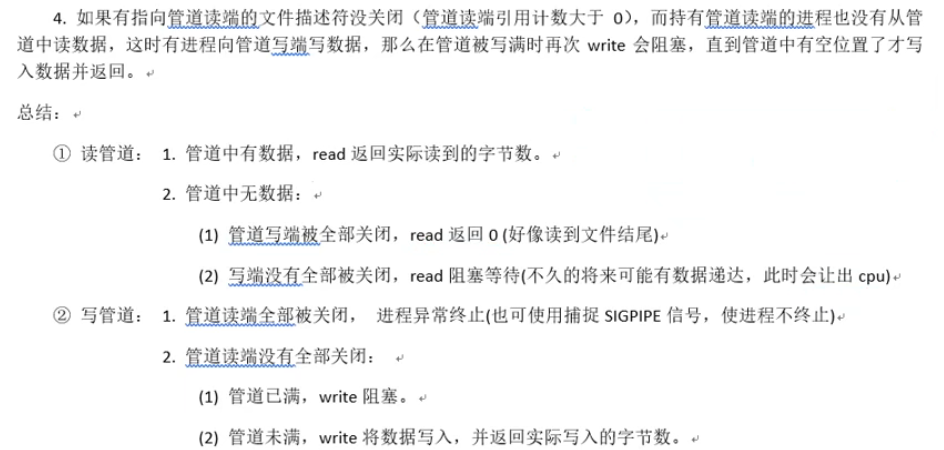 4. 如果有指向管道读端的文件描述符没关闭（管道读端引用计数大于 0），而持有管道读端的进程也没有从管
道中读数据，这时有进程向管道写端写数据，那么在管道被写满时再次 write 会阻塞，直到管道中有空位置了才写
入数据并返回。
总结：
① 读管道： 1. 管道中有数据，read 返回实际读到的字节数。
2. 管道中无数据：
(1) 管道写端被全部关闭，read 返回 0 (好像读到文件结尾)
(2) 写端没有全部被关闭，read 阻塞等待(不久的将来可能有数据递达，此时会让出 cpu)
② 写管道： 1. 管道读端全部被关闭， 进程异常终止(也可使用捕捉 SIGPIPE 信号，使进程不终止)
2. 管道读端没有全部关闭：
(1) 管道已满，write 阻塞。
(2) 管道未满，write 将数据写入，并返回实际写入的字节数。